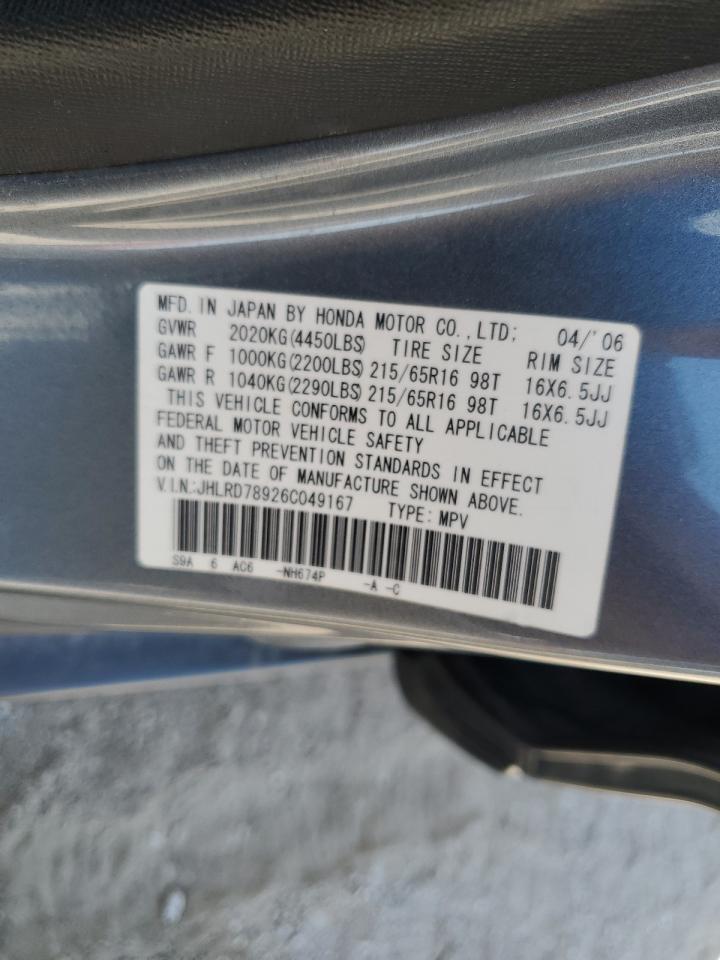 MFD. IN JAPAN BY HONDA MOTOR CO.,LTD; 04/'06
GVWR 2020KG(4450LBS) TIRE SIZE RIM SIZE
GAWR F 1000KG(2200LBS) 215/65R16 98T 16X6.5JJ
GAWR R 1040KG(2290LBS) 215/65R16 98T 16X6.5JJ
THIS VEHICLE CONFORMS TO ALL APPLICABLE
FEDERAL MOTOR VEHICLE SAFETY
AND THEFT PREVENTION STANDARDS IN EFFECT
ON THE DATE OF MANUFACTURE SHOWN ABOVE.
V.I.N.:JHLRD78926C049167 TYPE: MPV
S9A 6 AC6 -NH674P -A -C